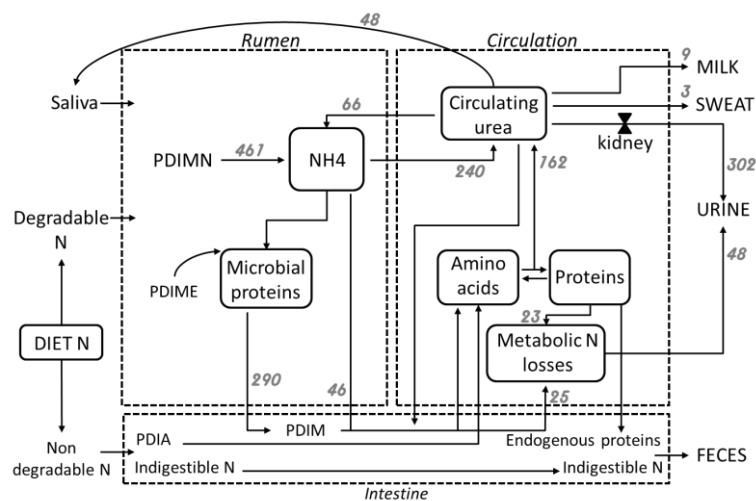 48
Rumen
Circulation
9
MILK
3
SWEAT
Saliva
66
Circulating
urea
kidney
PDIMN
461
NH4
240
162
302
URINE
Degradable
N
48
PDIME
Microbial
proteins
Amino
acids
Proteins
23
DIET N
Metabolic N
losses
290
46
25
Non
degradable N
PDIA
PDIM
Endogenous proteins
FECES
Indigestible N
Indigestible N
Intestine